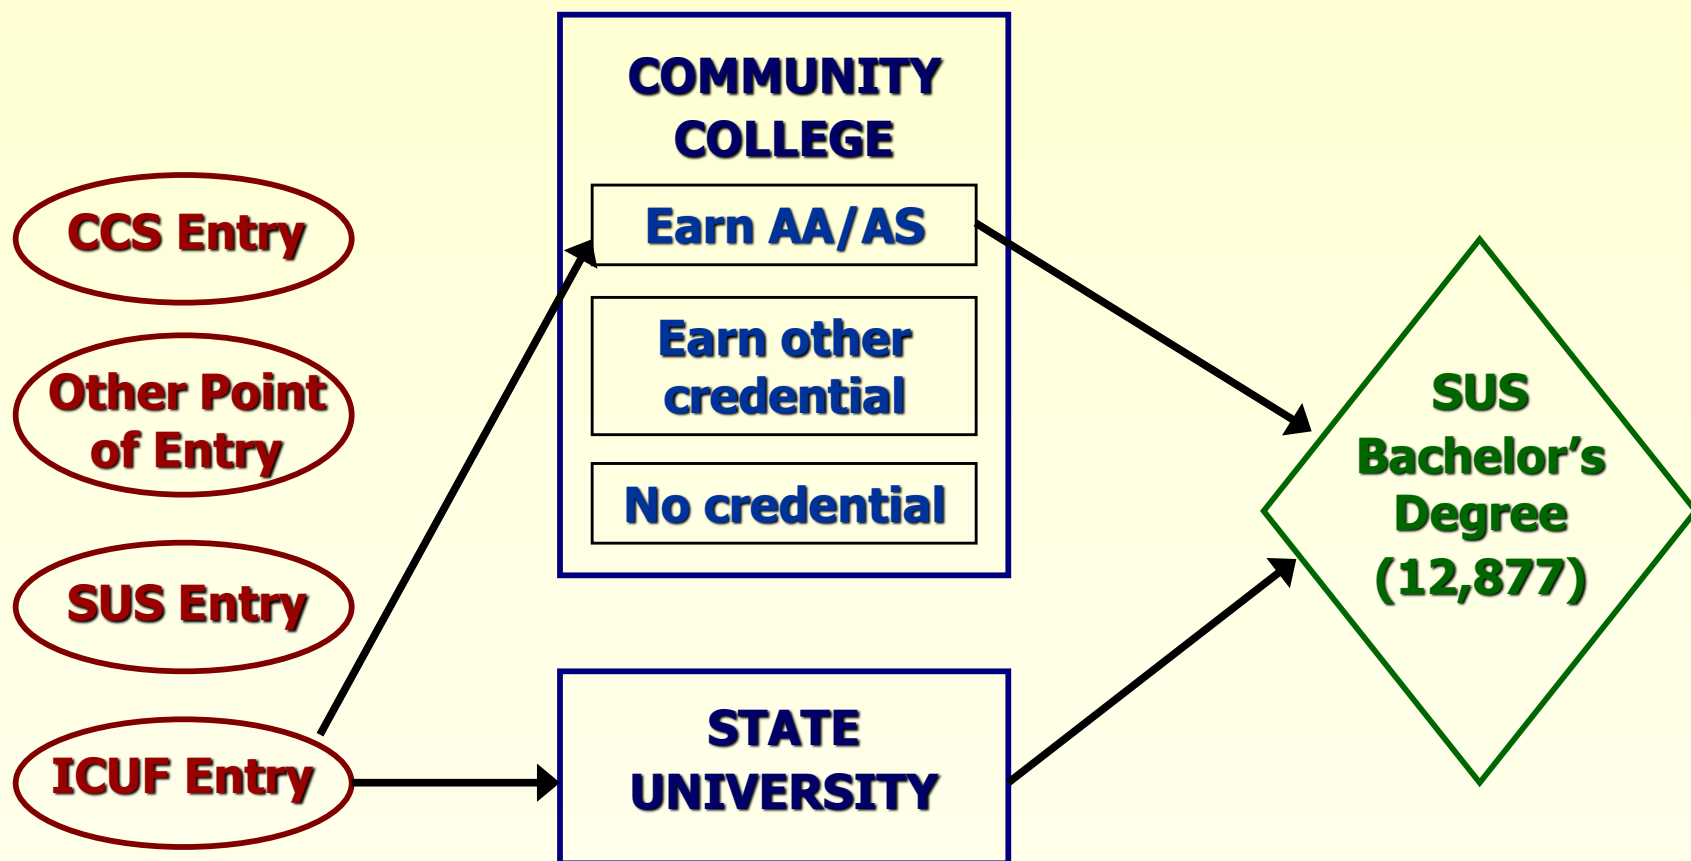 CCS Entry
Other Point
of Entry
SUS Entry
ICUF Entry
COMMUNITY
COLLEGE
Earn AA/AS
Earn other
credential
No credential
STATE
UNIVERSITY
SUS
Bachelor’s
Degree
(12,877)